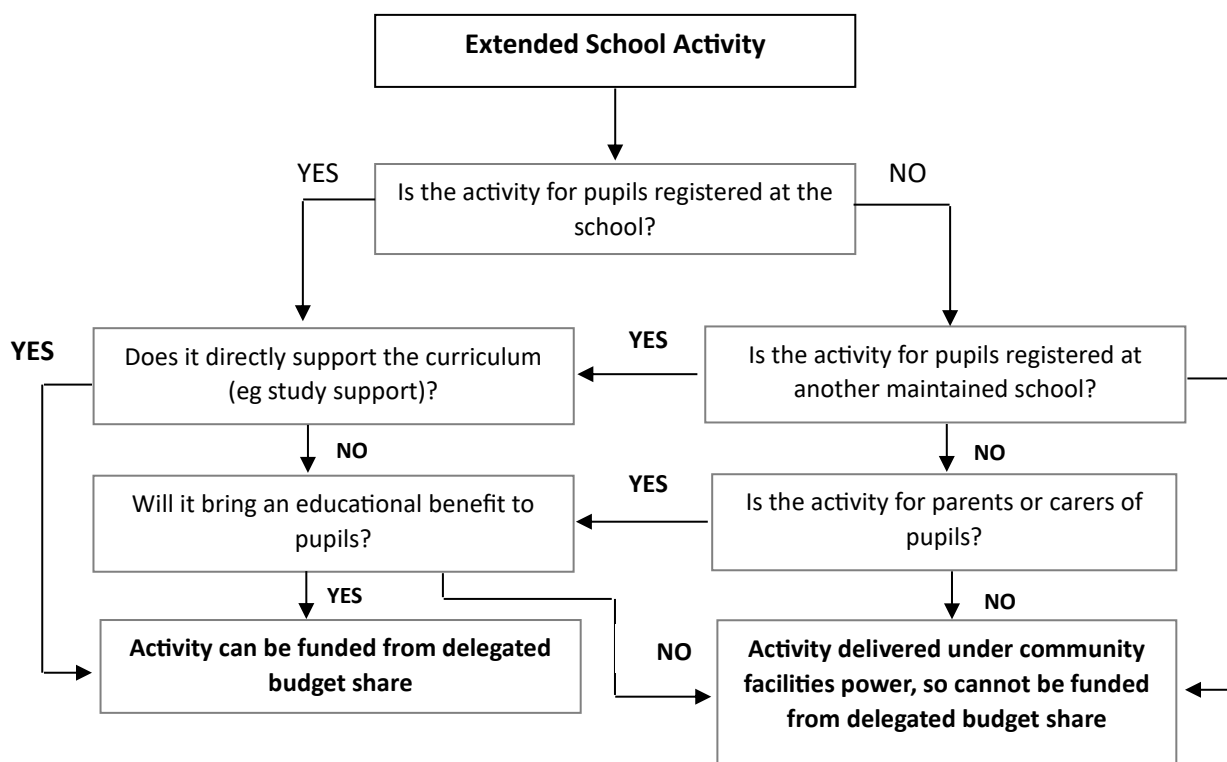 Extended School Activity
YES
NO
Is the activity for pupils registered at the
school?
YES
Does it directly support the curriculum
(eg study support)?
YES
Is the activity for pupils registered at
another maintained school?
NO
NO
Will it bring an educational benefit to
pupils?
YES
Is the activity for parents or carers of
pupils?
YES
NO
Activity can be funded from delegated
budget share
NO
Activity delivered under community
facilities power, so cannot be funded
from delegated budget share